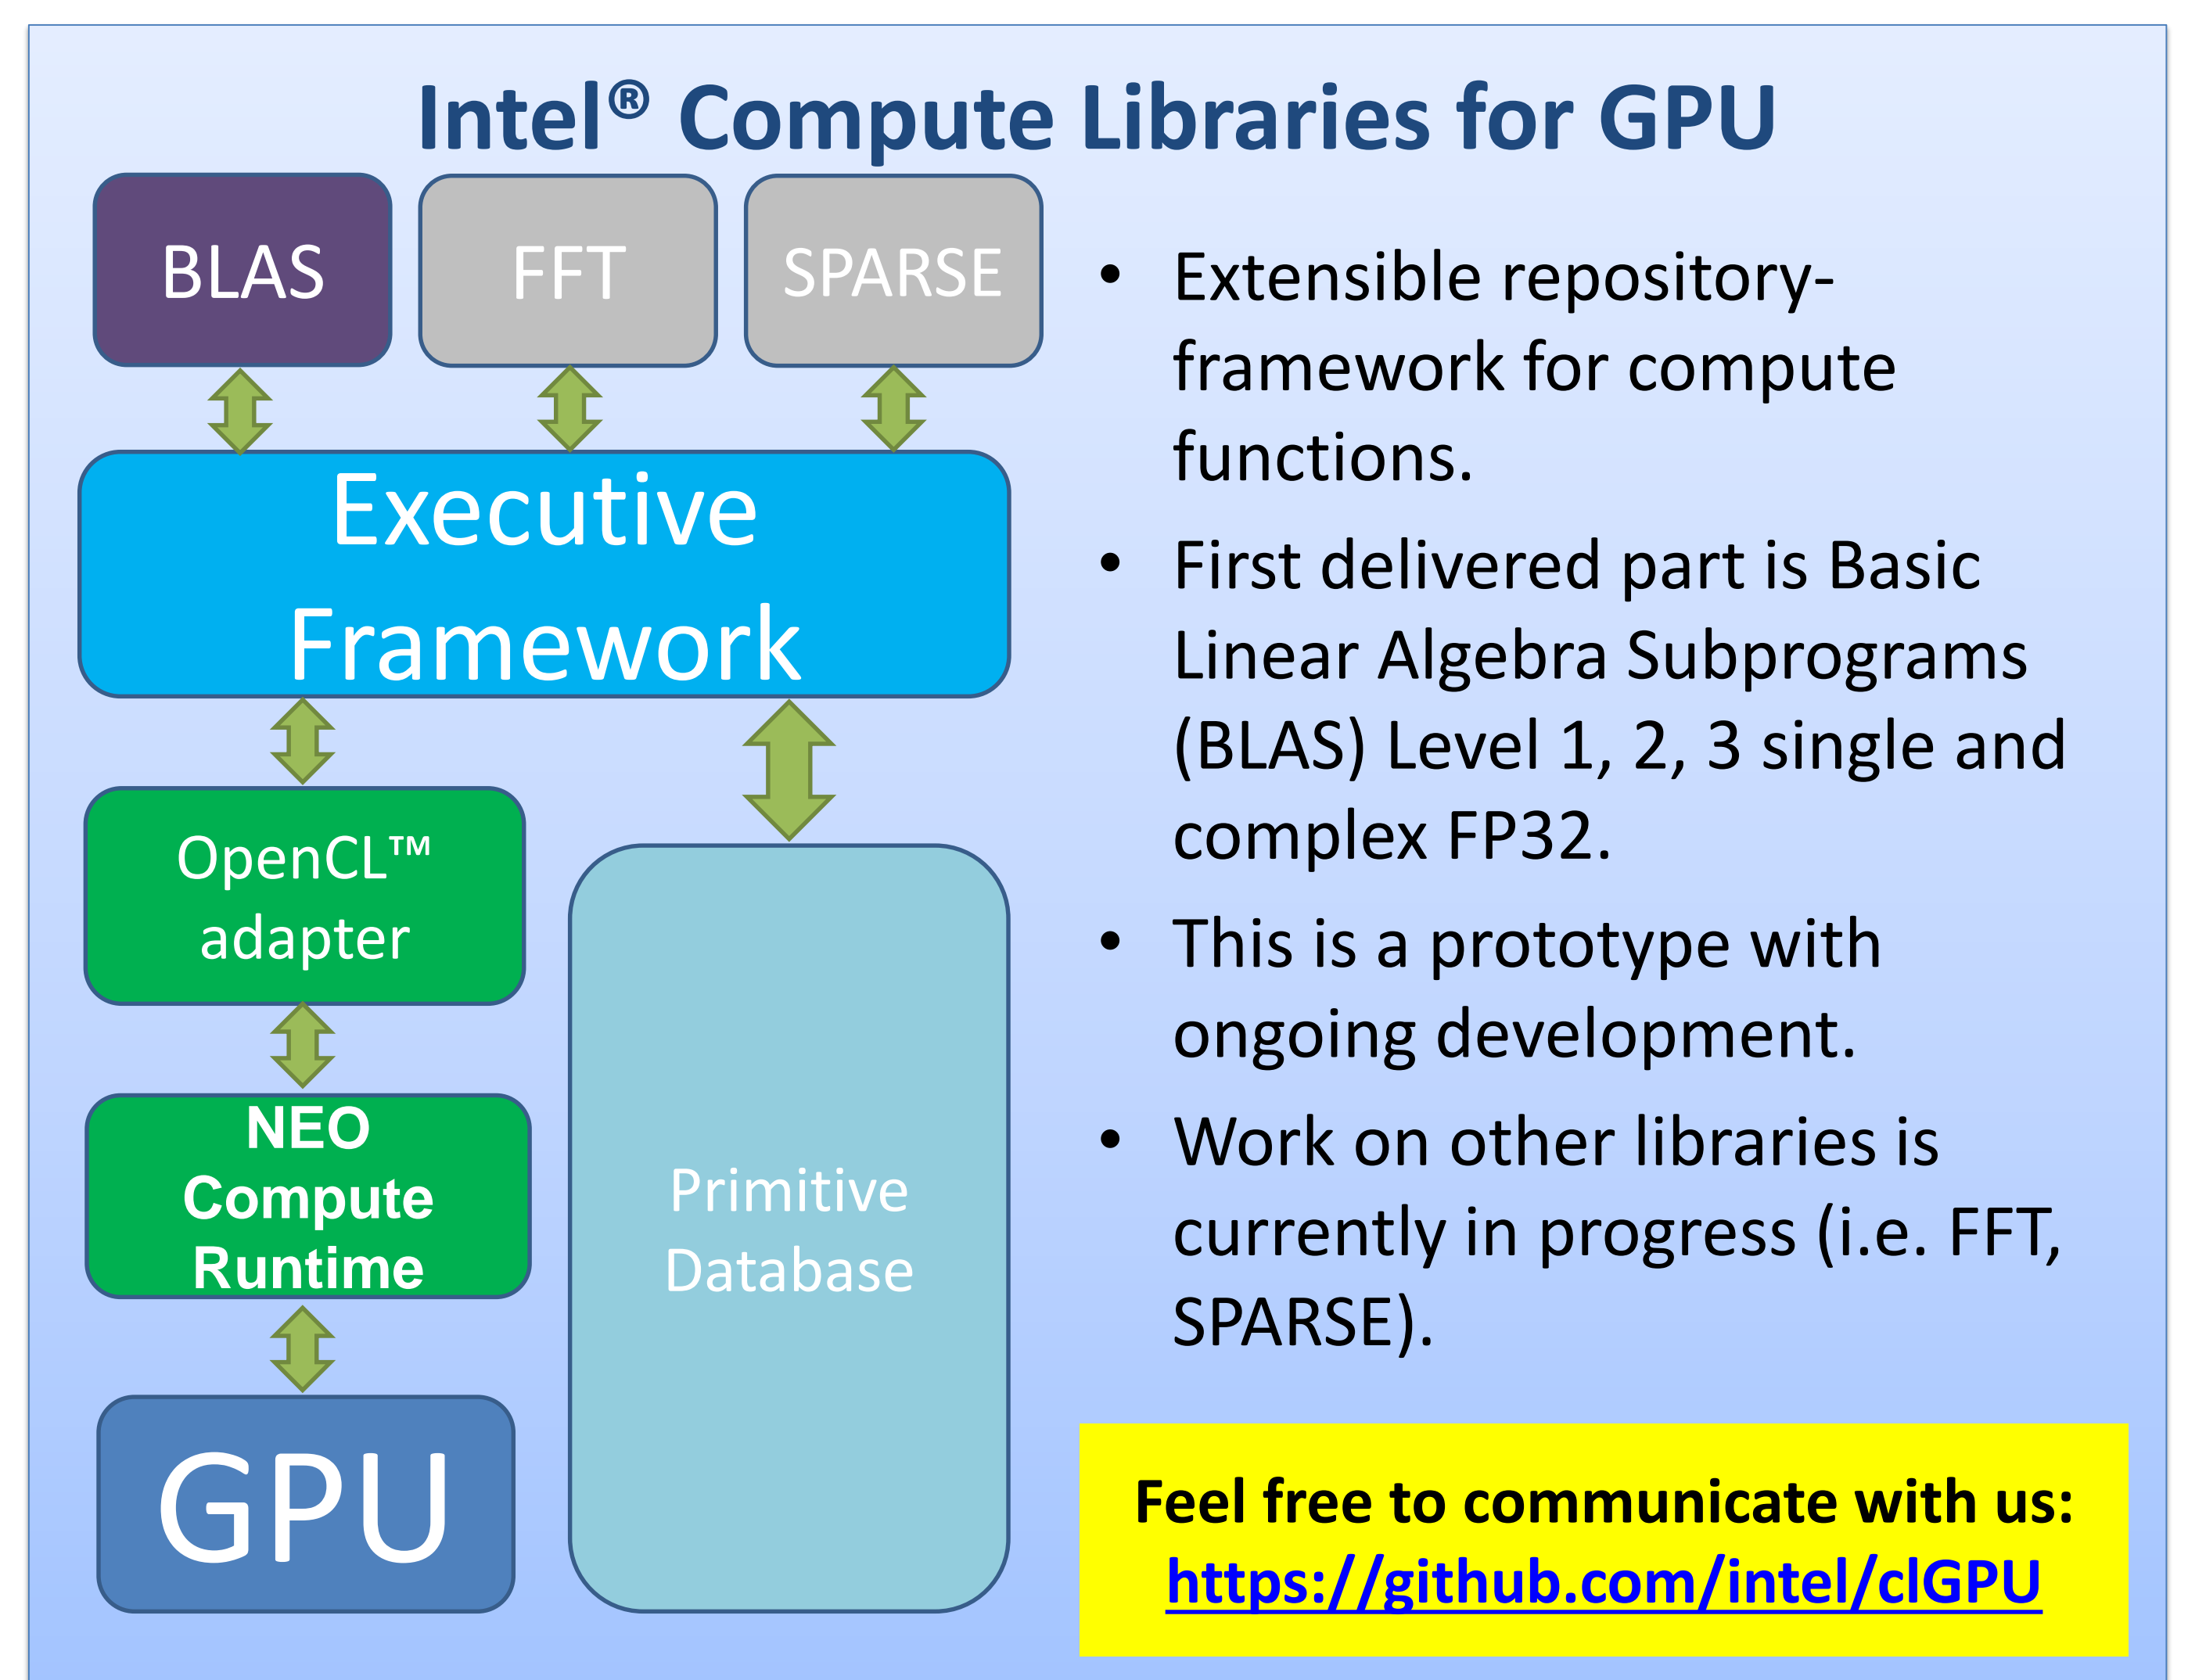 Intel® Compute Libraries for GPU
BLAS
FFT
SPARSE
Executive
Framework
OpenCL™
adapter
NEO
Compute
Runtime
GPU
Primitive
Database
• Extensible repository-
framework for compute
functions.
• First delivered part is Basic
Linear Algebra Subprograms
(BLAS) Level 1, 2, 3 single and
complex FP32.
• This is a prototype with
ongoing development.
• Work on other libraries is
currently in progress (i.e. FFT,
SPARSE).
Feel free to communicate with us:
https://github.com/intel/clGPU